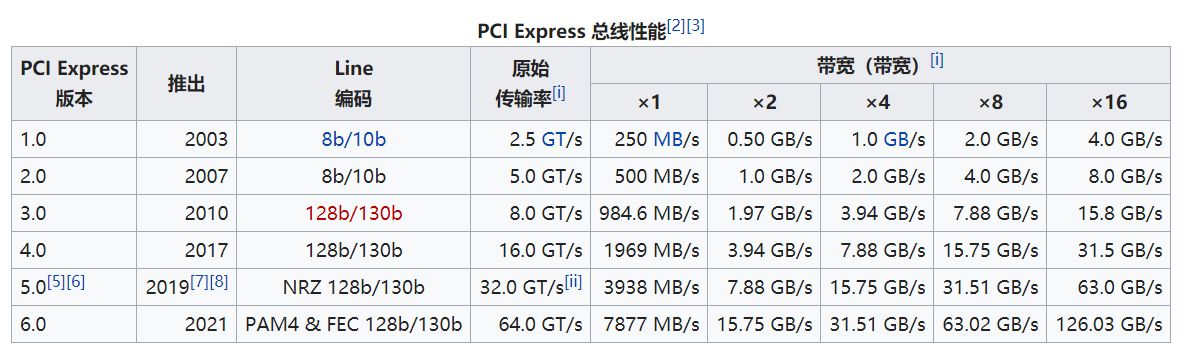 PCI Express 总线性能[2][3]
PCI Express 版本 推出 Line 编码 原始 传输率[i] 带宽（带宽）[i]
×1 ×2 ×4 ×8 ×16
1.0 2003 8b/10b 2.5 GT/s 250 MB/s 0.50 GB/s 1.0 GB/s 2.0 GB/s 4.0 GB/s
2.0 2007 8b/10b 5.0 GT/s 500 MB/s 1.0 GB/s 2.0 GB/s 4.0 GB/s 8.0 GB/s
3.0 2010 128b/130b 8.0 GT/s 984.6 MB/s 1.97 GB/s 3.94 GB/s 7.88 GB/s 15.8 GB/s
4.0 2017 128b/130b 16.0 GT/s 1969 MB/s 3.94 GB/s 7.88 GB/s 15.75 GB/s 31.5 GB/s
5.0[5][6] 2019[7][8] NRZ 128b/130b 32.0 GT/s[ii] 3938 MB/s 7.88 GB/s 15.75 GB/s 31.51 GB/s 63.0 GB/s
6.0 2021 PAM4 & FEC 128b/130b 64.0 GT/s 7877 MB/s 15.75 GB/s 31.51 GB/s 63.02 GB/s 126.03 GB/s